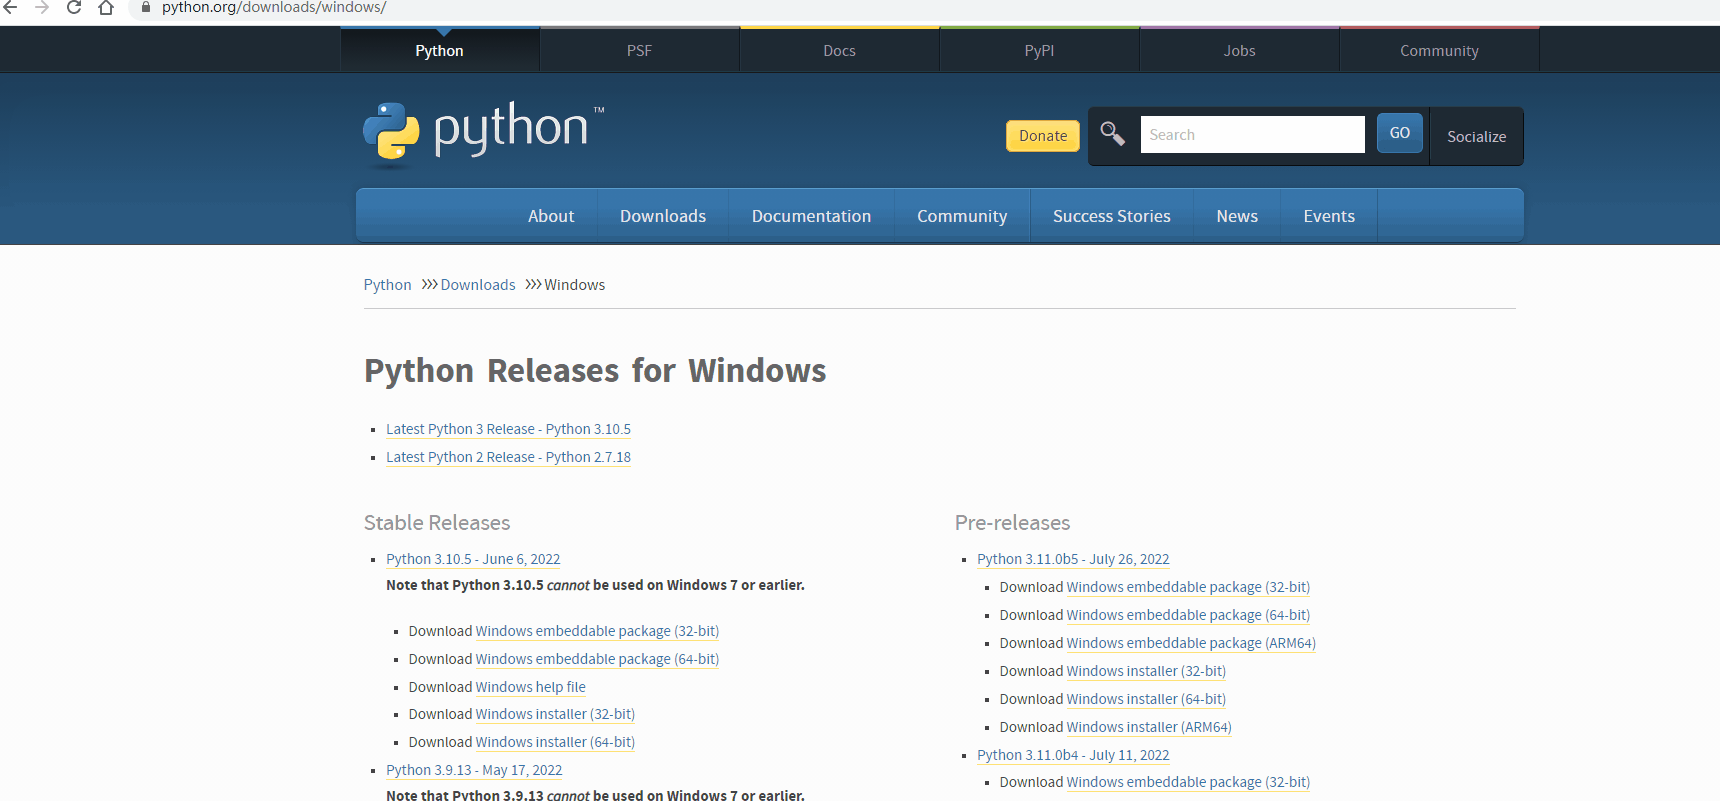 python.org/downloads/windows/
Python PSF Docs PyPI Jobs Community
python™
Donate Search GO Socialize
About Downloads Documentation Community Success Stories News Events
Python >>> Downloads >>> Windows
Python Releases for Windows
Latest Python 3 Release - Python 3.10.5
Latest Python 2 Release - Python 2.7.18
Stable Releases
Python 3.10.5 - June 6, 2022
Note that Python 3.10.5 cannot be used on Windows 7 or earlier.
Download Windows embeddable package (32-bit)
Download Windows embeddable package (64-bit)
Download Windows help file
Download Windows installer (32-bit)
Download Windows installer (64-bit)
Python 3.9.13 - May 17, 2022
Note that Python 3.9.13 cannot be used on Windows 7 or earlier.
Pre-releases
Python 3.11.0b5 - July 26, 2022
Download Windows embeddable package (32-bit)
Download Windows embeddable package (64-bit)
Download Windows embeddable package (ARM64)
Download Windows installer (32-bit)
Download Windows installer (64-bit)
Download Windows installer (ARM64)
Python 3.11.0b4 - July 11, 2022
Download Windows embeddable package (32-bit)